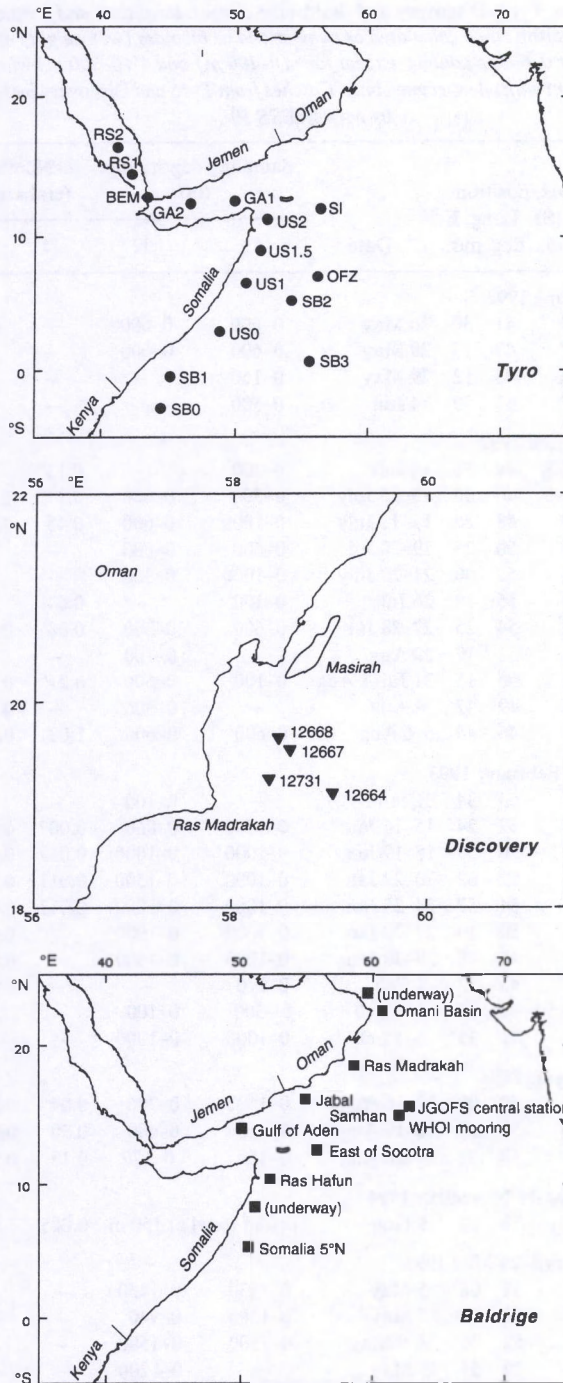 40
50
60
°N
20
10
0
°S
Oman
Jemen
RS2
RS1
BEM
GA2
GA1
SI
US2
US1.5
OFZ
US1
SB2
US0
SB3
SB1
SB0
Somalia
Kenya
Tyro
22
°N
20
18
56
°E
58
60
Oman
Masirah
12668
12667
12731
12664
Ras Madrakah
Discovery
56
58
60
40
50
60
°N
20
10
0
°S
(underway)
Omani Basin
Oman
Ras Madrakah
Jemen
Jabal
Samhan
JGOFS central station
WHOI mooring
Gulf of Aden
East of Socotra
Ras Hafun
(underway)
Somalia
Somalia 5°N
Kenya
Baldrige